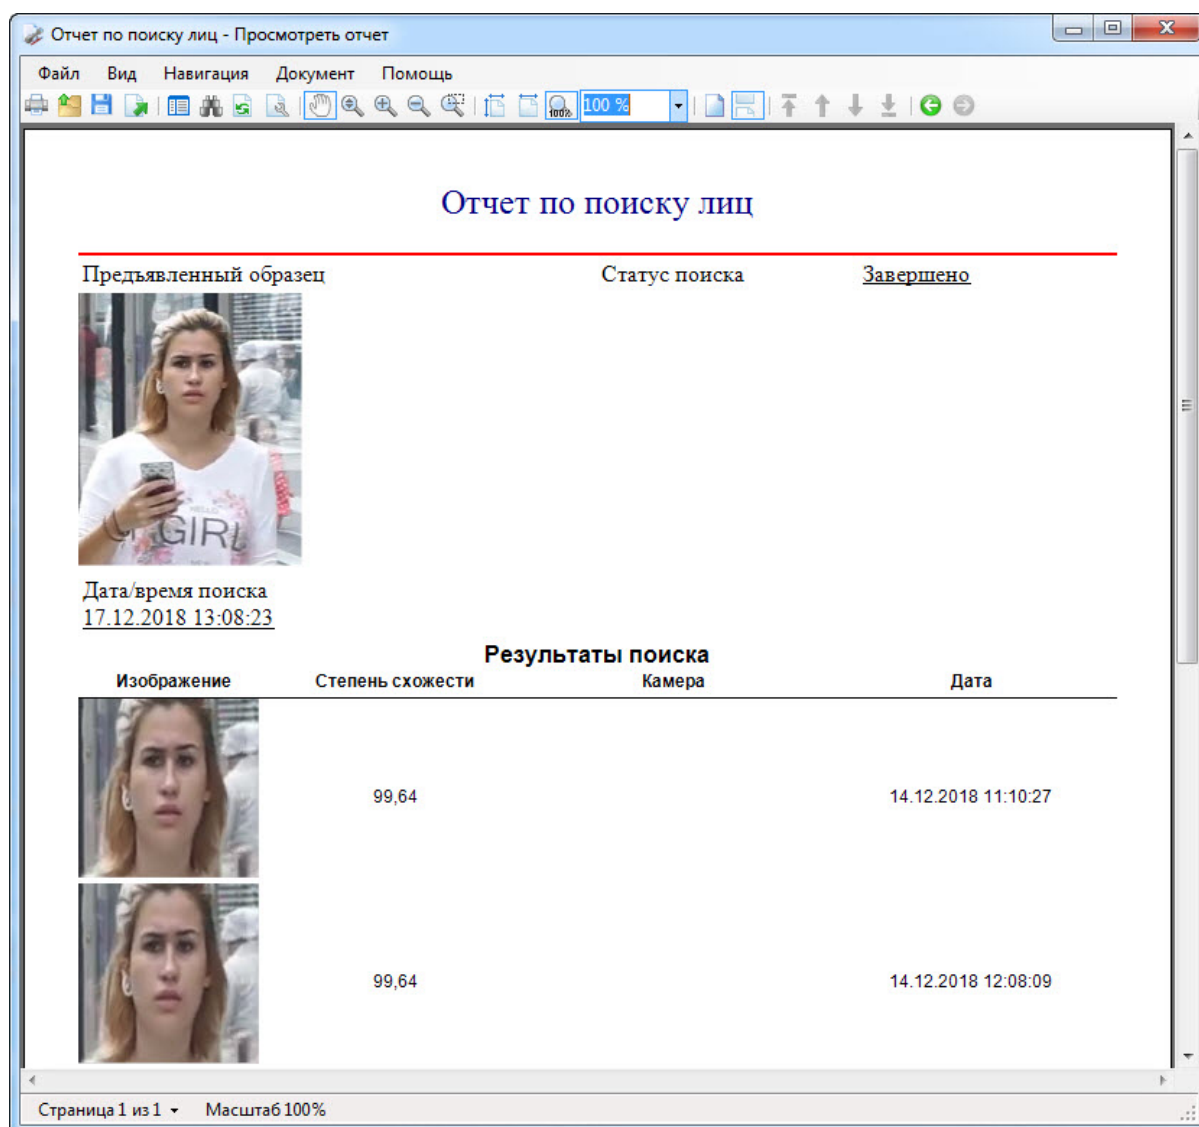 Отчет по поиску лиц - Просмотреть отчет
Файл Вид Навигация Документ Помощь
100% 100 %
Отчет по поиску лиц
Предъявленный образец Статус поиска Завершено
GIRL
Дата/время поиска
17.12.2018 13:08:23
Результаты поиска
Изображение Степень схожести Камера Дата
99,64 14.12.2018 11:10:27
99,64 14.12.2018 12:08:09
Страница 1 из 1 Масштаб 100%